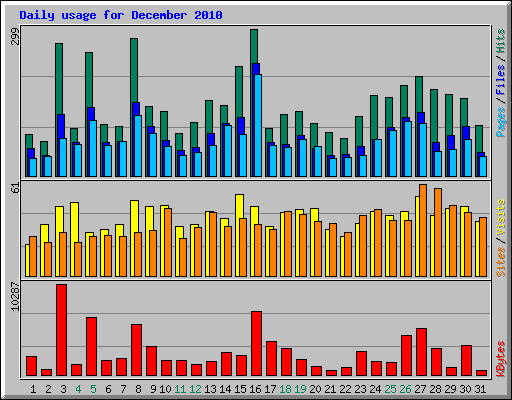 Daily usage for December 2010
299
Pages / Files / Hits
61
Sites / Visits
10287
KBytes
1 2 3 4 5 6 7 8 9 10 11 12 13 14 15 16 17 18 19 20 21 22 23 24 25 26 27 28 29 30 31